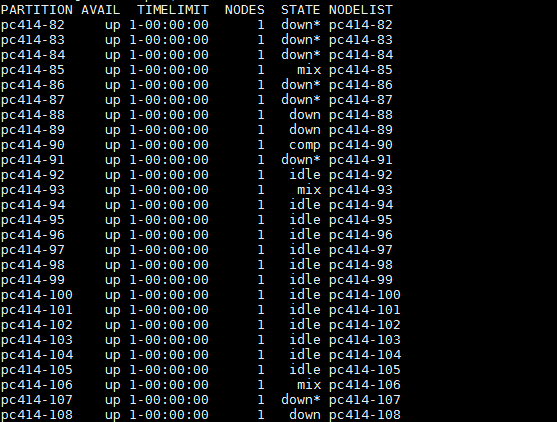 PARTITION AVAIL TIMELIMIT NODES STATE NODELIST
pc414-82 up 1-00:00:00 1 down* pc414-82
pc414-83 up 1-00:00:00 1 down* pc414-83
pc414-84 up 1-00:00:00 1 down* pc414-84
pc414-85 up 1-00:00:00 1 mix pc414-85
pc414-86 up 1-00:00:00 1 down* pc414-86
pc414-87 up 1-00:00:00 1 down* pc414-87
pc414-88 up 1-00:00:00 1 down pc414-88
pc414-89 up 1-00:00:00 1 down pc414-89
pc414-90 up 1-00:00:00 1 comp pc414-90
pc414-91 up 1-00:00:00 1 down* pc414-91
pc414-92 up 1-00:00:00 1 idle pc414-92
pc414-93 up 1-00:00:00 1 mix pc414-93
pc414-94 up 1-00:00:00 1 idle pc414-94
pc414-95 up 1-00:00:00 1 idle pc414-95
pc414-96 up 1-00:00:00 1 idle pc414-96
pc414-97 up 1-00:00:00 1 idle pc414-97
pc414-98 up 1-00:00:00 1 idle pc414-98
pc414-99 up 1-00:00:00 1 idle pc414-99
pc414-100 up 1-00:00:00 1 idle pc414-100
pc414-101 up 1-00:00:00 1 idle pc414-101
pc414-102 up 1-00:00:00 1 idle pc414-102
pc414-103 up 1-00:00:00 1 idle pc414-103
pc414-104 up 1-00:00:00 1 idle pc414-104
pc414-105 up 1-00:00:00 1 idle pc414-105
pc414-106 up 1-00:00:00 1 mix pc414-106
pc414-107 up 1-00:00:00 1 down* pc414-107
pc414-108 up 1-00:00:00 1 down pc414-108